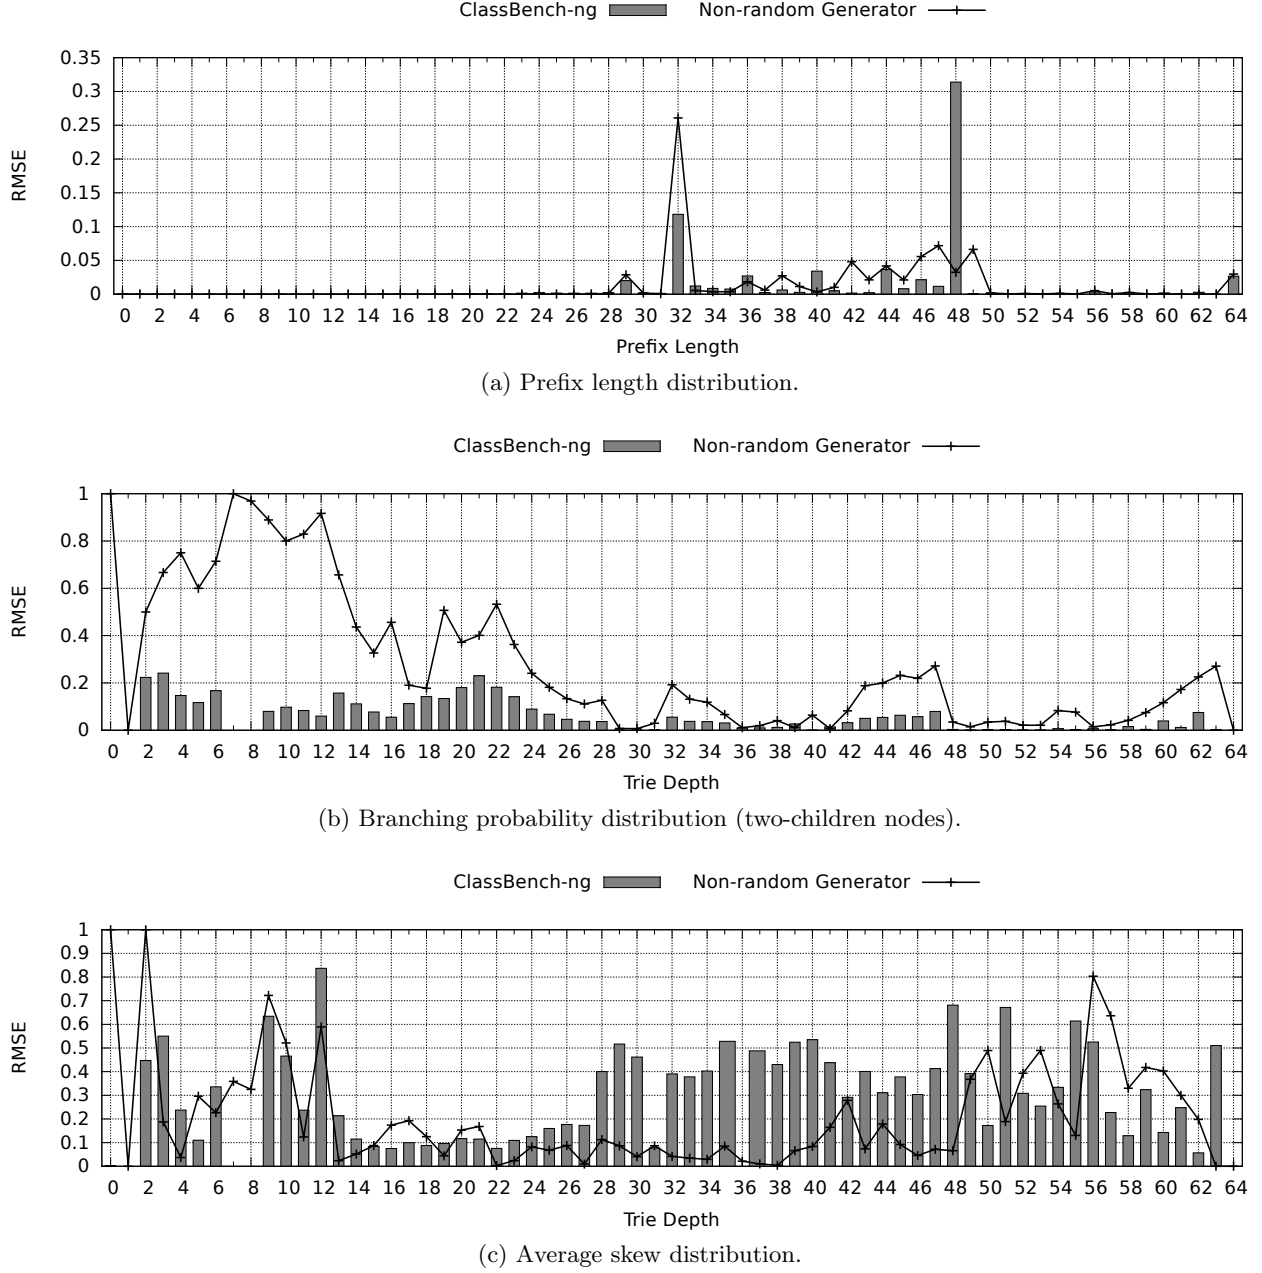 ClassBench-ng Non-random Generator
0.35
0.3
0.25
0.2
0.15
0.1
0.05
0
RMSE
0 2 4 6 8 10 12 14 16 18 20 22 24 26 28 30 32 34 36 38 40 42 44 46 48 50 52 54 56 58 60 62 64
Prefix Length
(a) Prefix length distribution.
ClassBench-ng Non-random Generator
1
0.8
0.6
0.4
0.2
0
RMSE
0 2 4 6 8 10 12 14 16 18 20 22 24 26 28 30 32 34 36 38 40 42 44 46 48 50 52 54 56 58 60 62 64
Trie Depth
(b) Branching probability distribution (two-children nodes).
ClassBench-ng Non-random Generator
1
0.9
0.8
0.7
0.6
0.5
0.4
0.3
0.2
0.1
0
RMSE
0 2 4 6 8 10 12 14 16 18 20 22 24 26 28 30 32 34 36 38 40 42 44 46 48 50 52 54 56 58 60 62 64
Trie Depth
(c) Average skew distribution.